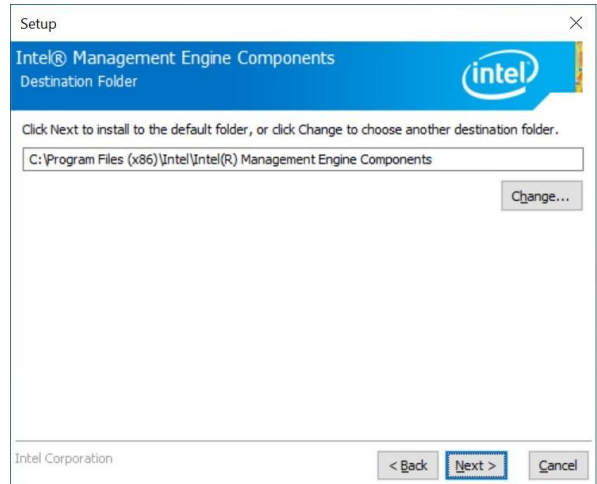 Setup
Intel® Management Engine Components
Destination Folder
intel
Click Next to install to the default folder, or click Change to choose another destination folder.
C:\Program Files (x86)\Intel\Intel(R) Management Engine Components
Change...
Intel Corporation
< Back Next > Cancel